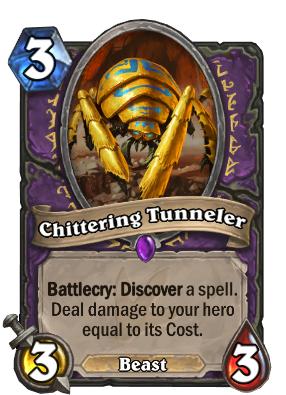 3
Chittering Tunneler
Battlecry: Discover a spell.
Deal damage to your hero
equal to its Cost.
3
Beast
3